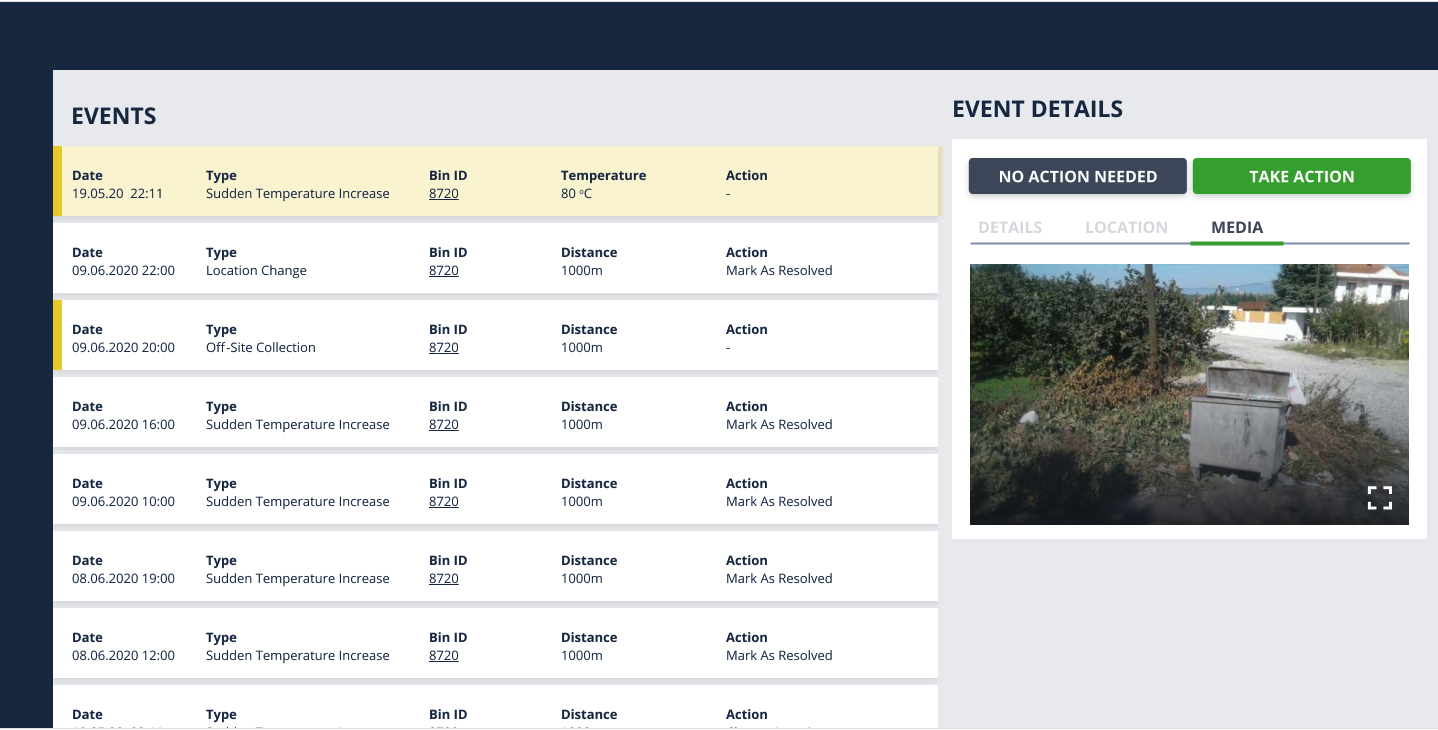 EVENTS
Date Type Bin ID Temperature Action
19.05.20 22:11 Sudden Temperature Increase 8720 80 ºC -
Date Type Bin ID Distance Action
09.06.2020 22:00 Location Change 8720 1000m Mark As Resolved
Date Type Bin ID Distance Action
09.06.2020 20:00 Off-Site Collection 8720 1000m -
Date Type Bin ID Distance Action
09.06.2020 16:00 Sudden Temperature Increase 8720 1000m Mark As Resolved
Date Type Bin ID Distance Action
09.06.2020 10:00 Sudden Temperature Increase 8720 1000m Mark As Resolved
Date Type Bin ID Distance Action
08.06.2020 19:00 Sudden Temperature Increase 8720 1000m Mark As Resolved
Date Type Bin ID Distance Action
08.06.2020 12:00 Sudden Temperature Increase 8720 1000m Mark As Resolved
Date Type Bin ID Distance Action
EVENT DETAILS
NO ACTION NEEDED TAKE ACTION
DETAILS LOCATION MEDIA